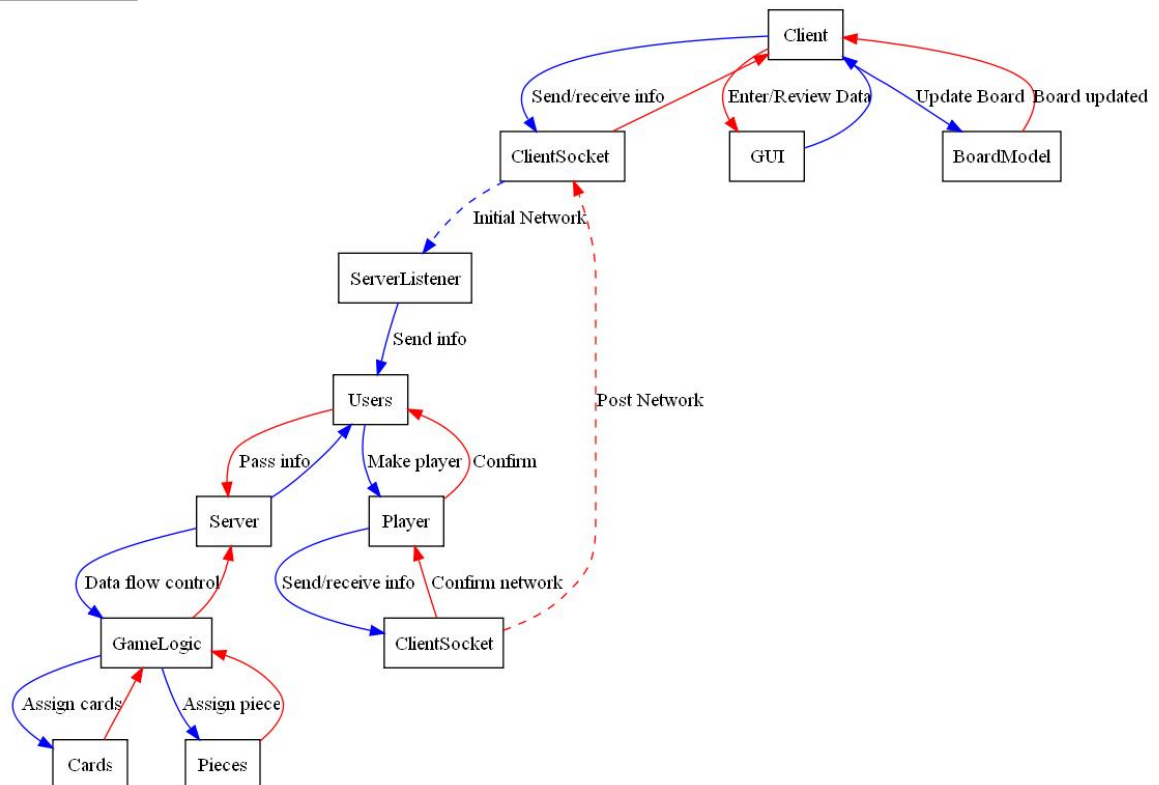 Client
Send/receive info
Enter/Review Data
Update Board
Board updated
ClientSocket
GUI
BoardModel
Initial Network
ServerListener
Send info
Users
Post Network
Pass info
Make player
Confirm
Server
Player
Data flow control
Send/receive info
Confirm network
GameLogic
ClientSocket
Assign cards
Assign piece
Cards
Pieces